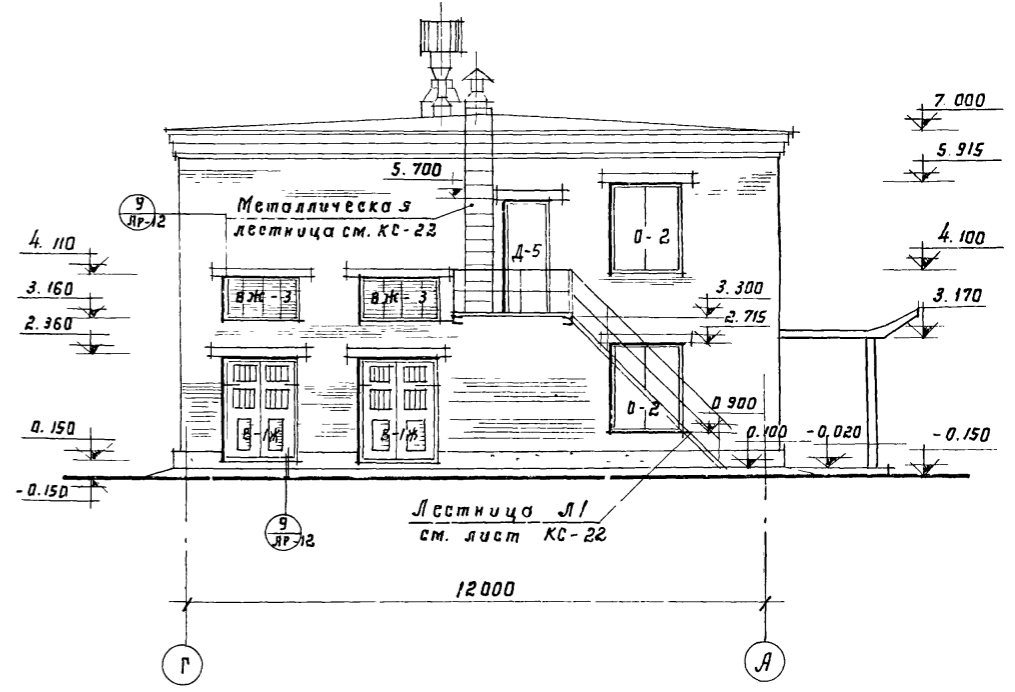 7.000
5.915
5.700
9
ЯР-12
Металлическая
лестница см. КС-22
Д-5
О-2
4.110
4.100
3.160
ВЖ-3
ВЖ-3
3.300
3.170
2.360
2.715
О-2
0.900
0.150
В-1Ж
В-1Ж
0.100
-0.020
-0.150
-0.150
Лестница Л1
см. лист КС-22
9
ЯР-12
12000
Г
А